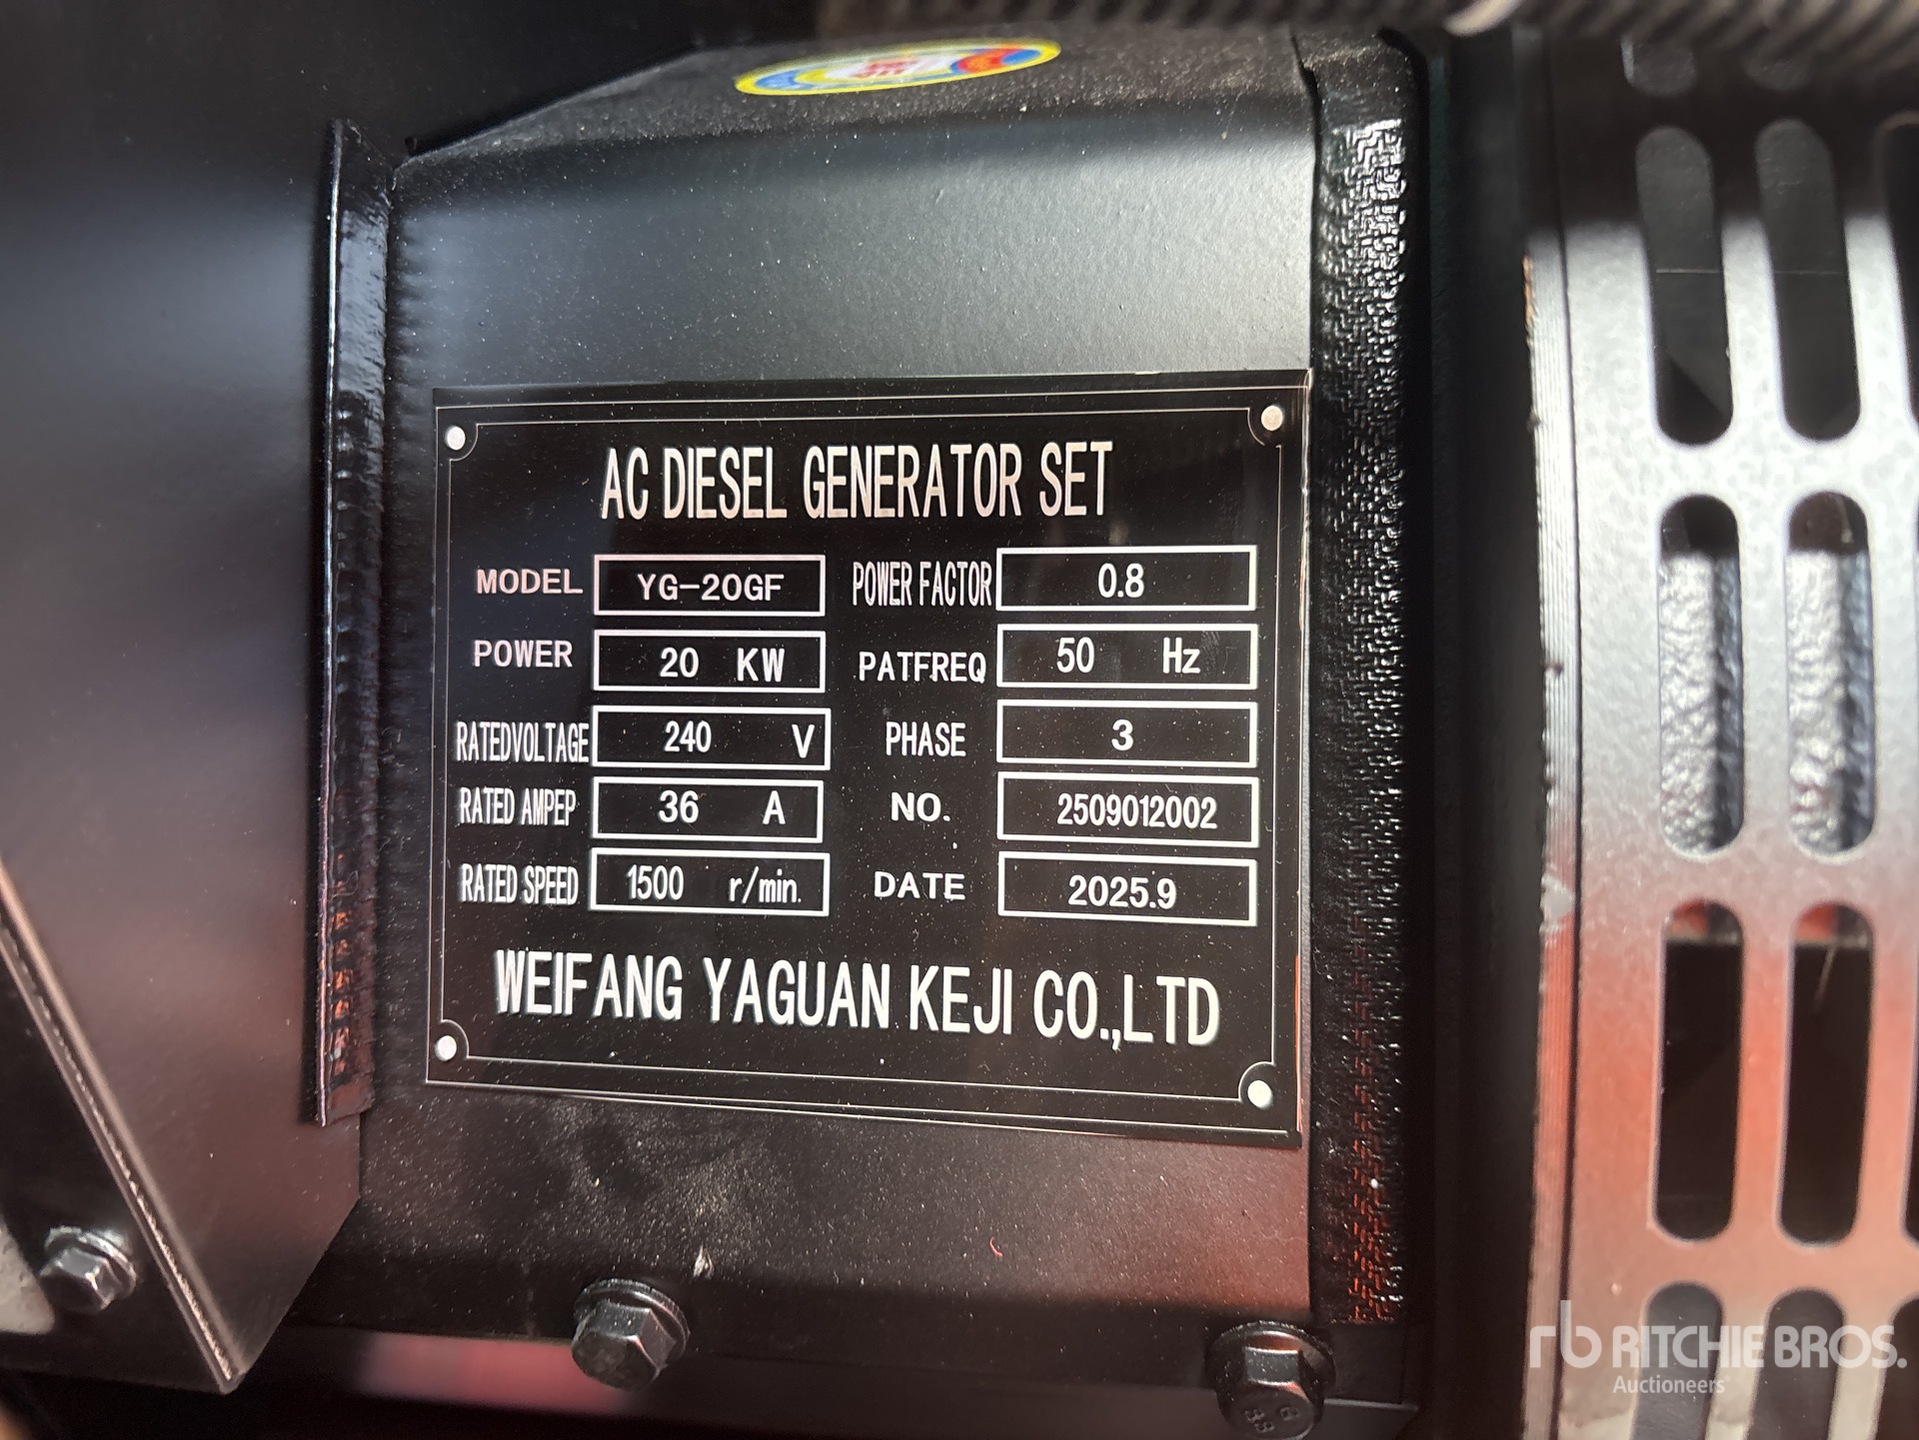 AC DIESEL GENERATOR SET
MODEL YG-20GF POWER FACTOR 0.8
POWER 20 KW PATFREQ 50 Hz
RATEDVOLTAGE 240 V PHASE 3
RATED AMPEP 36 A NO. 2509012002
RATED SPEED 1500 r/min. DATE 2025.9
WEIFANG YAGUAN KEJI CO.,LTD
rb RITCHIE BROS.
Auctioneers